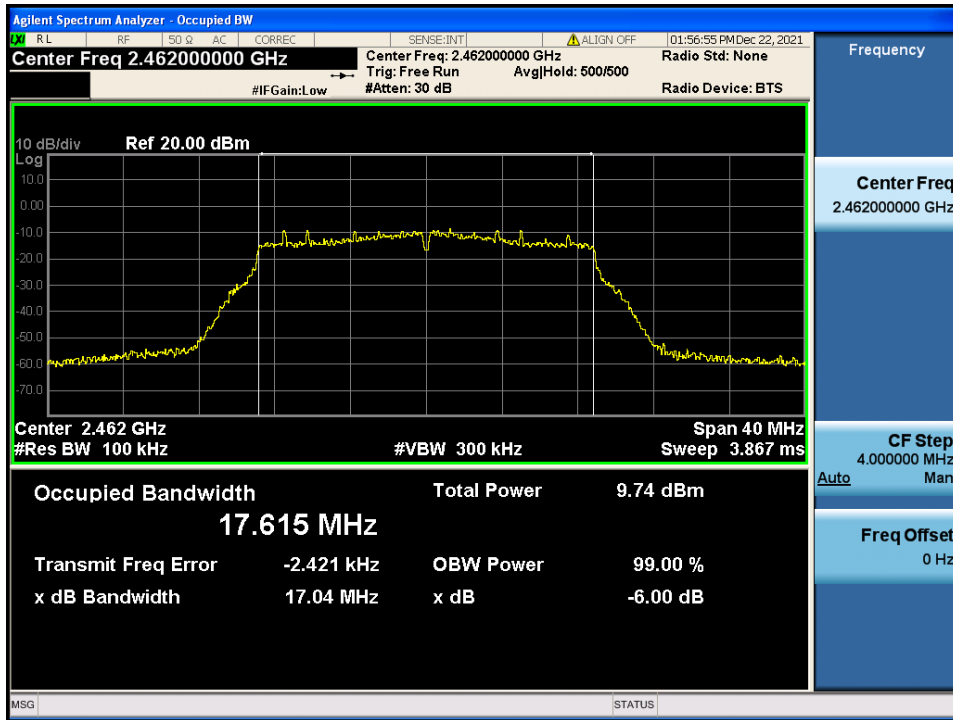 Agilent Spectrum Analyzer - Occupied BW
LXI RL RF 50 Ω AC CORREC SENSE:INT ALIGN OFF 01:56:55 PM Dec 22, 2021
Center Freq 2.462000000 GHz
Center Freq: 2.462000000 GHz Radio Std: None
Trig: Free Run Avg|Hold: 500/500
#IFGain:Low #Atten: 30 dB Radio Device: BTS
10 dB/div Ref 20.00 dBm
Log
10.0
0.00
-10.0
-20.0
-30.0
-40.0
-50.0
-60.0
-70.0
Center 2.462 GHz Span 40 MHz
#Res BW 100 kHz #VBW 300 kHz Sweep 3.867 ms
Occupied Bandwidth Total Power 9.74 dBm
17.615 MHz
Transmit Freq Error -2.421 kHz OBW Power 99.00 %
x dB Bandwidth 17.04 MHz x dB -6.00 dB
Frequency
Center Freq
2.462000000 GHz
CF Step
4.000000 MHz
Auto Man
Freq Offset
0 Hz
MSG STATUS